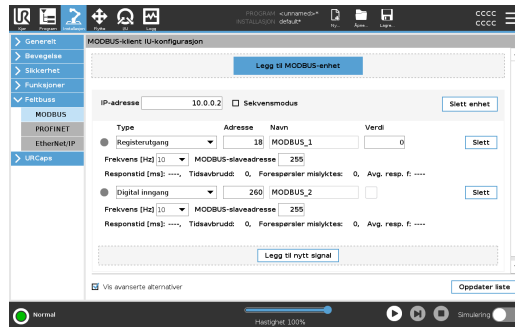 PROGRAM <unnamed>*
INSTALLASJON default*
Kjør Program Installasjon Flytte I/U Logg Ny... Åpne... Lagre...
CCCC
CCCC
Generelt
Bevegelse
Sikkerhet
Funksjoner
Feltbuss
MODBUS
PROFINET
EtherNet/IP
URCaps
MODBUS-klient IU-konfigurasjon
Legg til MODBUS-enhet
IP-adresse 10.0.0.2 Sekvensmodus Slett enhet
Type Adresse Navn Verdi
Registerutgang 18 MODBUS_1 0 Slett
Frekvens [Hz] 10 MODBUS-slaveadresse 255
Responstid [ms]: ----, Tidsavbrudd: 0, Forespørsler mislyktes: 0, Avg. resp. f: ----
Digital inngang 260 MODBUS_2 Slett
Frekvens [Hz] 10 MODBUS-slaveadresse 255
Responstid [ms]: ----, Tidsavbrudd: 0, Forespørsler mislyktes: 0, Avg. resp. f: ----
Legg til nytt signal
Vis avanserte alternativer Oppdater liste
Normal Hastighet 100% Simulering